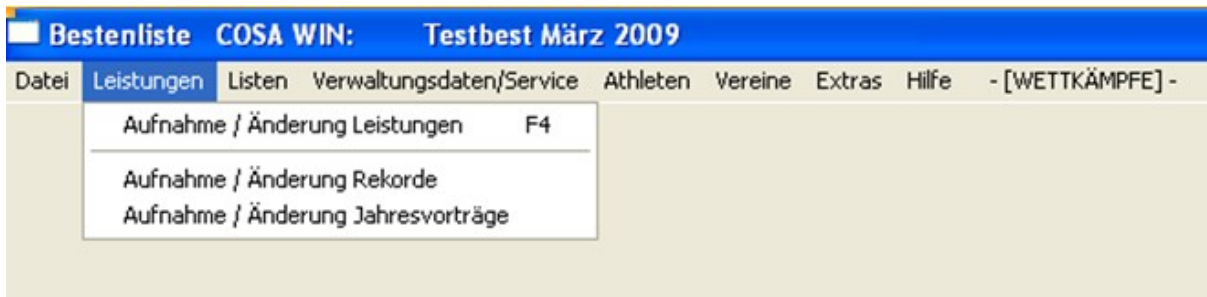 Bestenliste COSA WIN: Testbest März 2009
Datei Leistungen Listen Verwaltungsdaten/Service Athleten Vereine Extras Hilfe - [WETTKÄMPFE] -
Aufnahme / Änderung Leistungen F4
Aufnahme / Änderung Rekorde
Aufnahme / Änderung Jahresvorträge